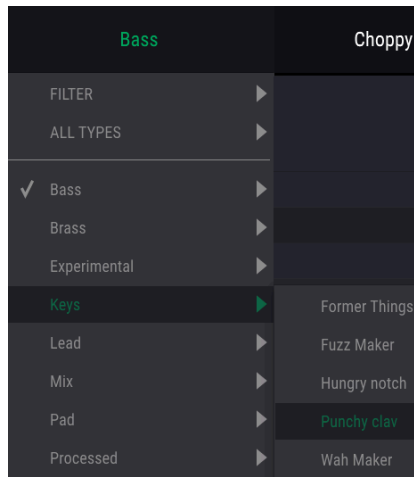 Bass
Choppy
FILTER
ALL TYPES
Bass
Brass
Experimental
Keys
Lead
Mix
Pad
Processed
Former Things
Fuzz Maker
Hungry notch
Punchy clav
Wah Maker